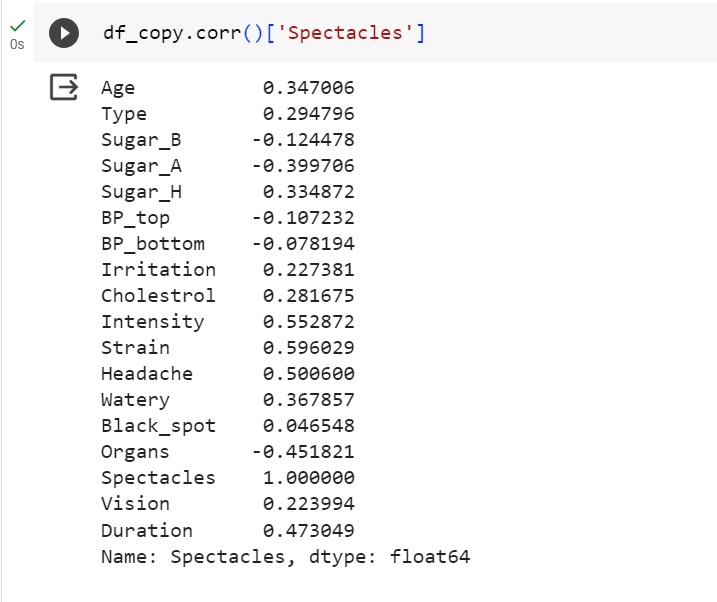 df_copy.corr()['Spectacles']
0s
Age 0.347006
Type 0.294796
Sugar_B -0.124478
Sugar_A -0.399706
Sugar_H 0.334872
BP_top -0.107232
BP_bottom -0.078194
Irritation 0.227381
Cholestrol 0.281675
Intensity 0.552872
Strain 0.596029
Headache 0.500600
Watery 0.367857
Black_spot 0.046548
Organs -0.451821
Spectacles 1.000000
Vision 0.223994
Duration 0.473049
Name: Spectacles, dtype: float64